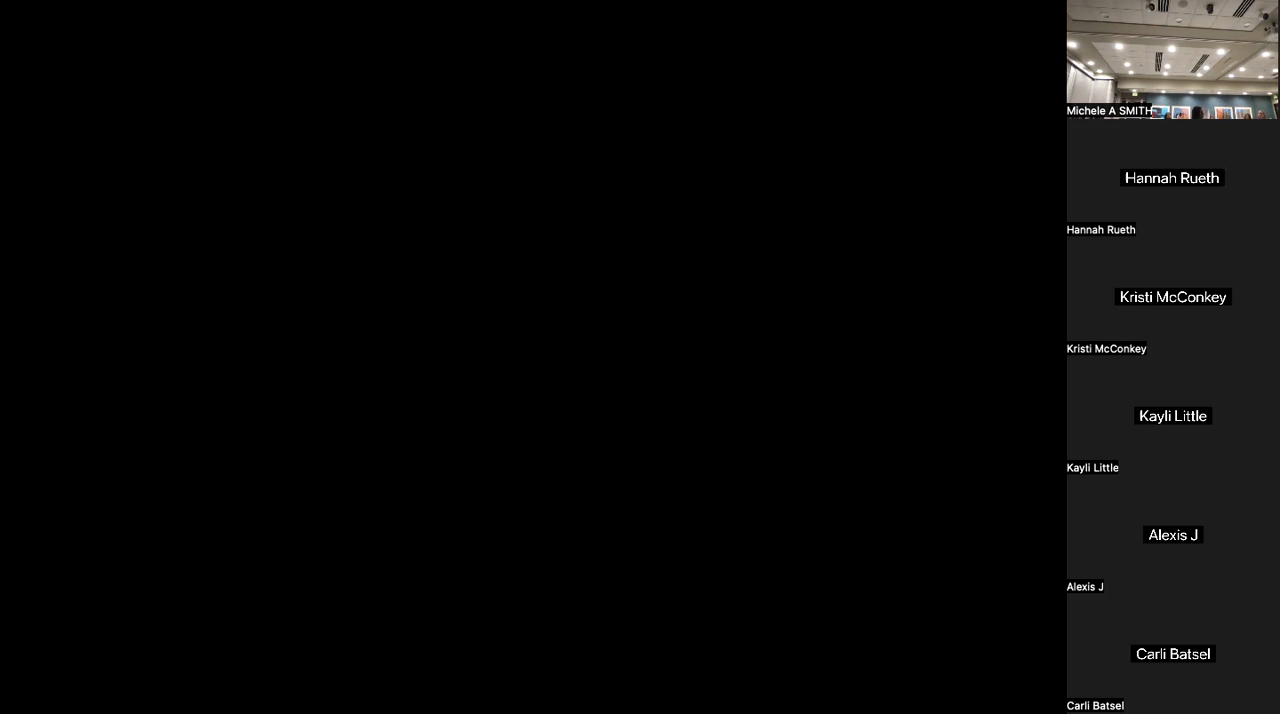 Michele A SMITH
Hannah Rueth
Hannah Rueth
Kristi McConkey
Kristi McConkey
Kayli Little
Kayli Little
Alexis J
Alexis J
Carli Batsel
Carli Batsel